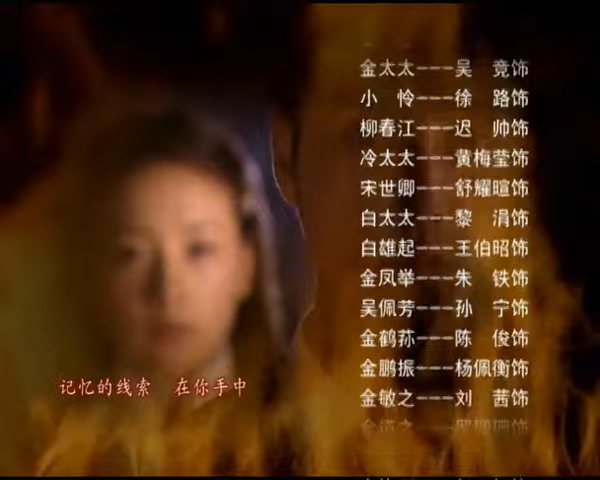 金太太---吴　竟饰
小　怜---徐　路饰
柳春江---迟　帅饰
冷太太---黄梅莹饰
宋世卿---舒耀暄饰
白太太---黎　涓饰
白雄起---王伯昭饰
金凤举---朱　铁饰
吴佩芳---孙　宁饰
金鹤荪---陈　俊饰
金鹏振---杨佩衡饰
金敏之---刘　茜饰
记忆的线索　在你手中